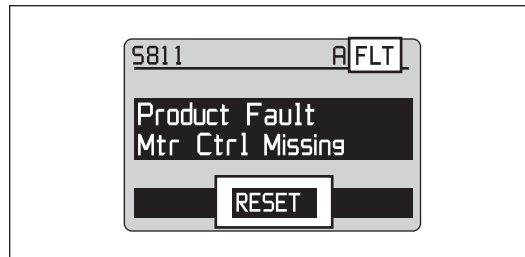 S811 A FLT
Product Fault
Mtr Ctrl Missing
RESET